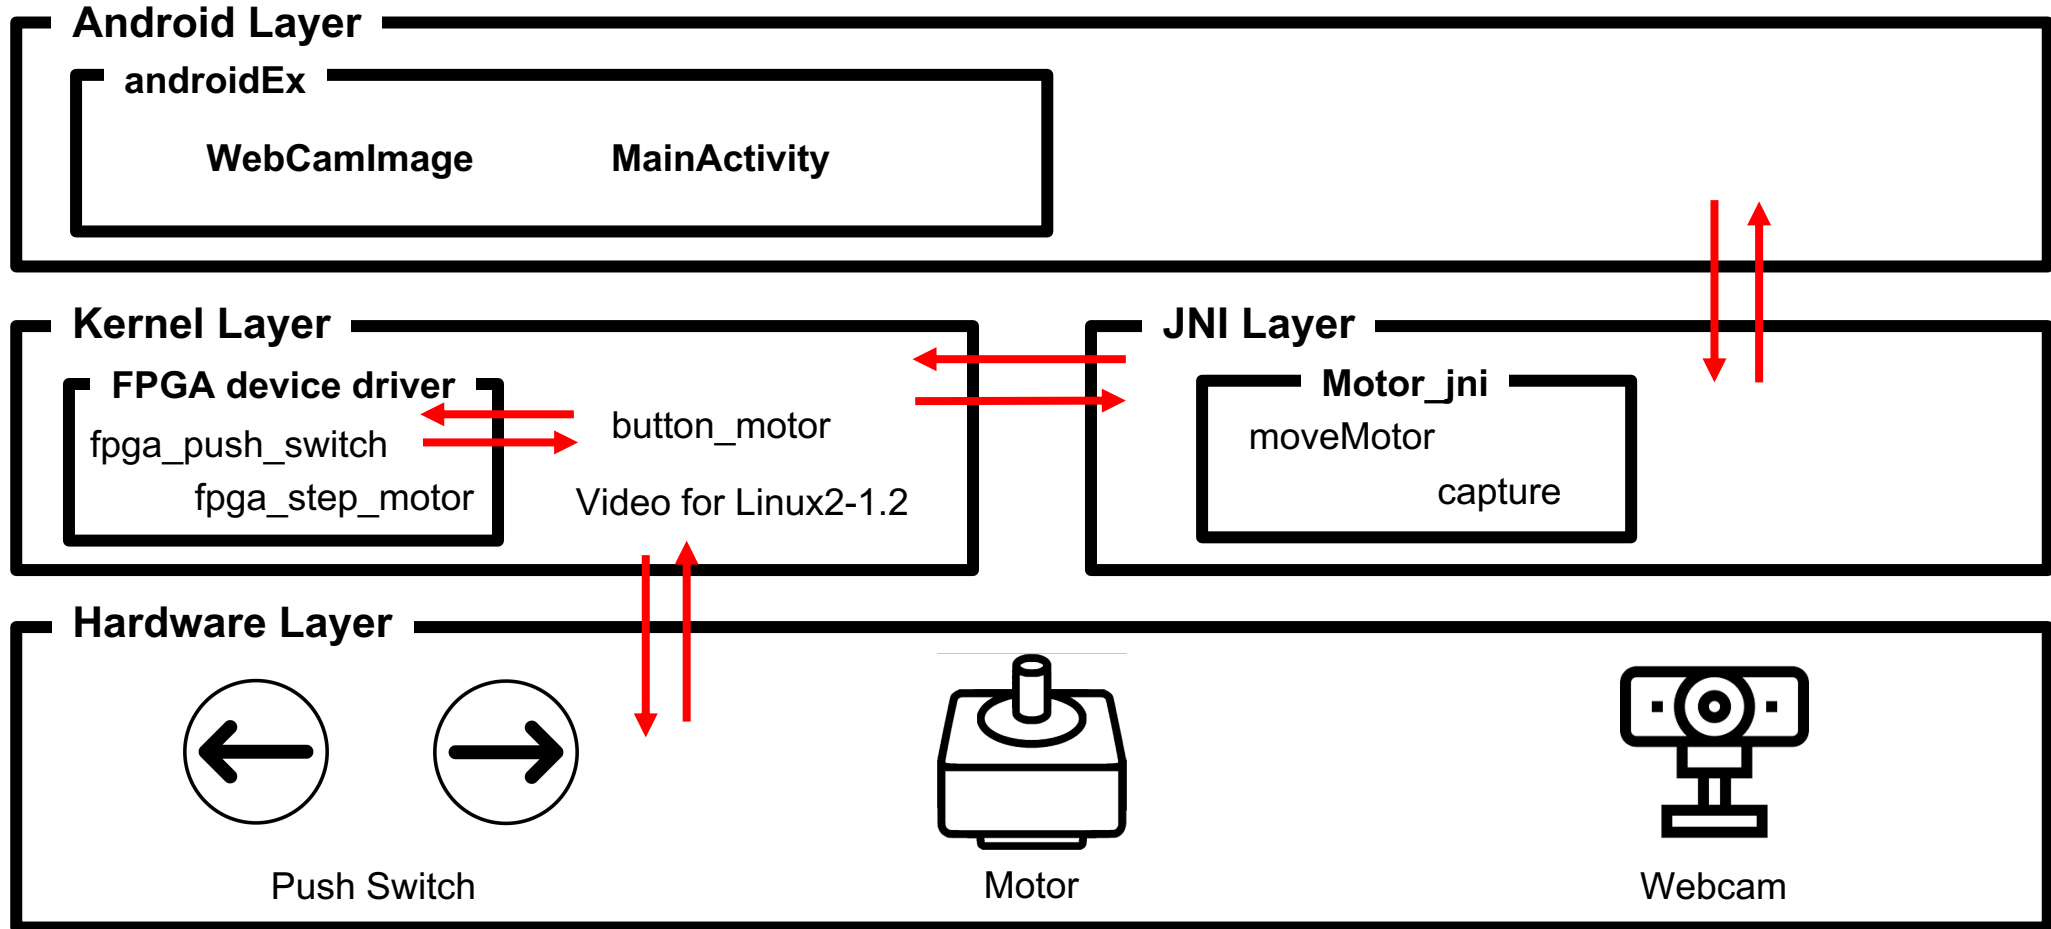 Android Layer
androidEx
WebCamImage
MainActivity
Kernel Layer
FPGA device driver
fpga_push_switch
fpga_step_motor
button_motor
Video for Linux2-1.2
JNI Layer
Motor_jni
moveMotor
capture
Hardware Layer
Push Switch
Motor
Webcam